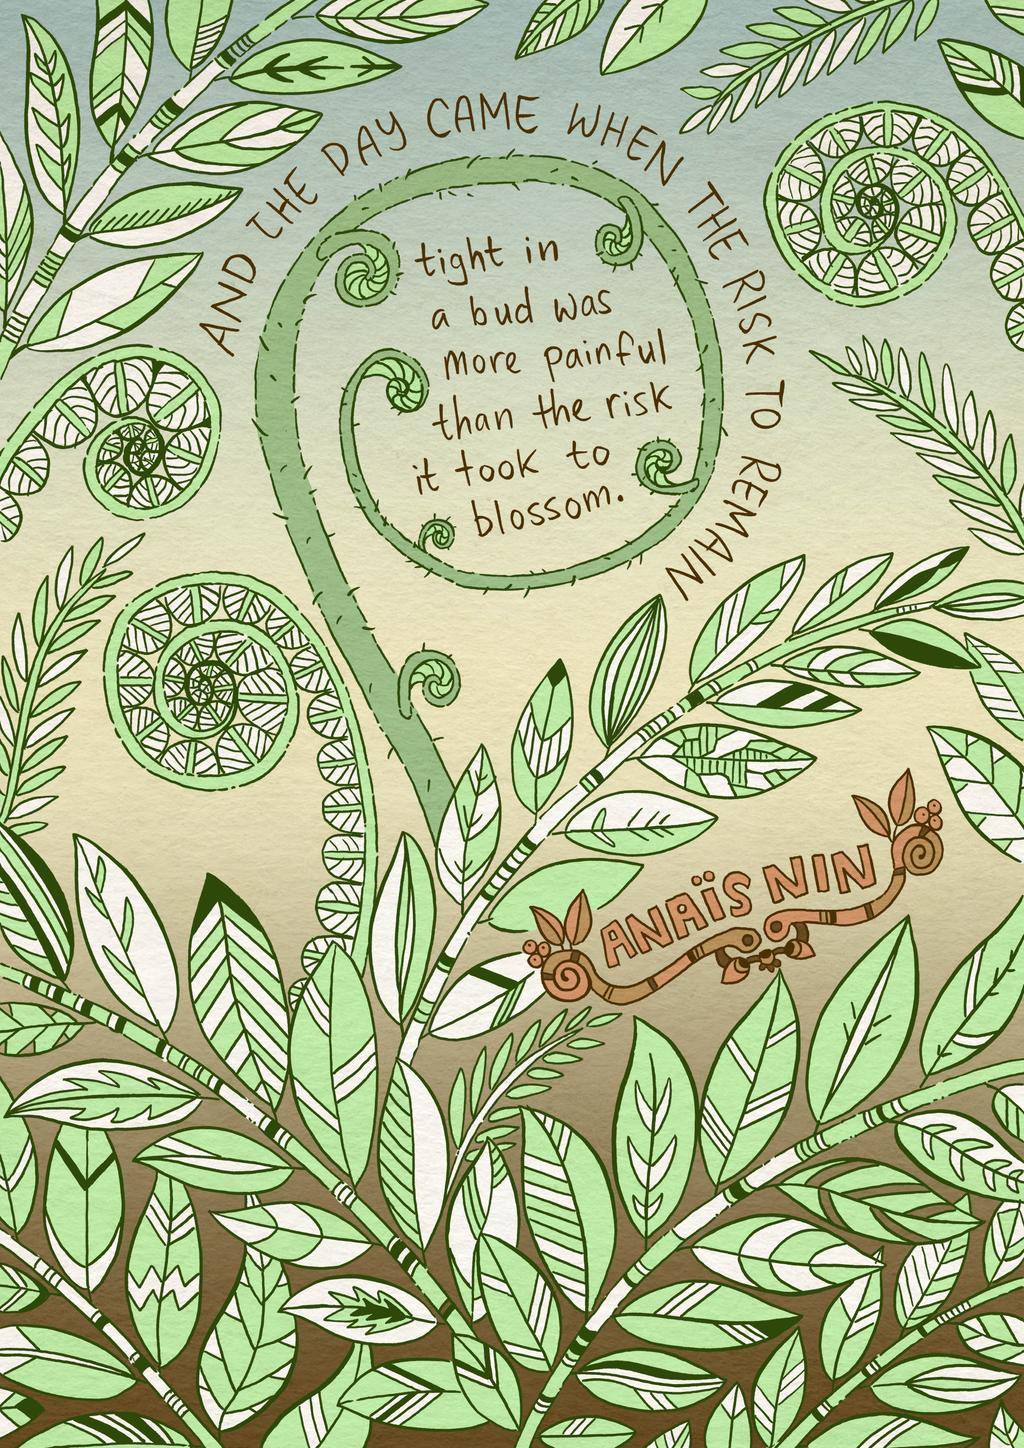 AND THE DAY CAME WHEN THE RISK TO REMAIN
tight in
a bud was
more painful
than the risk
it took to
blossom.
ANAÏS NIN